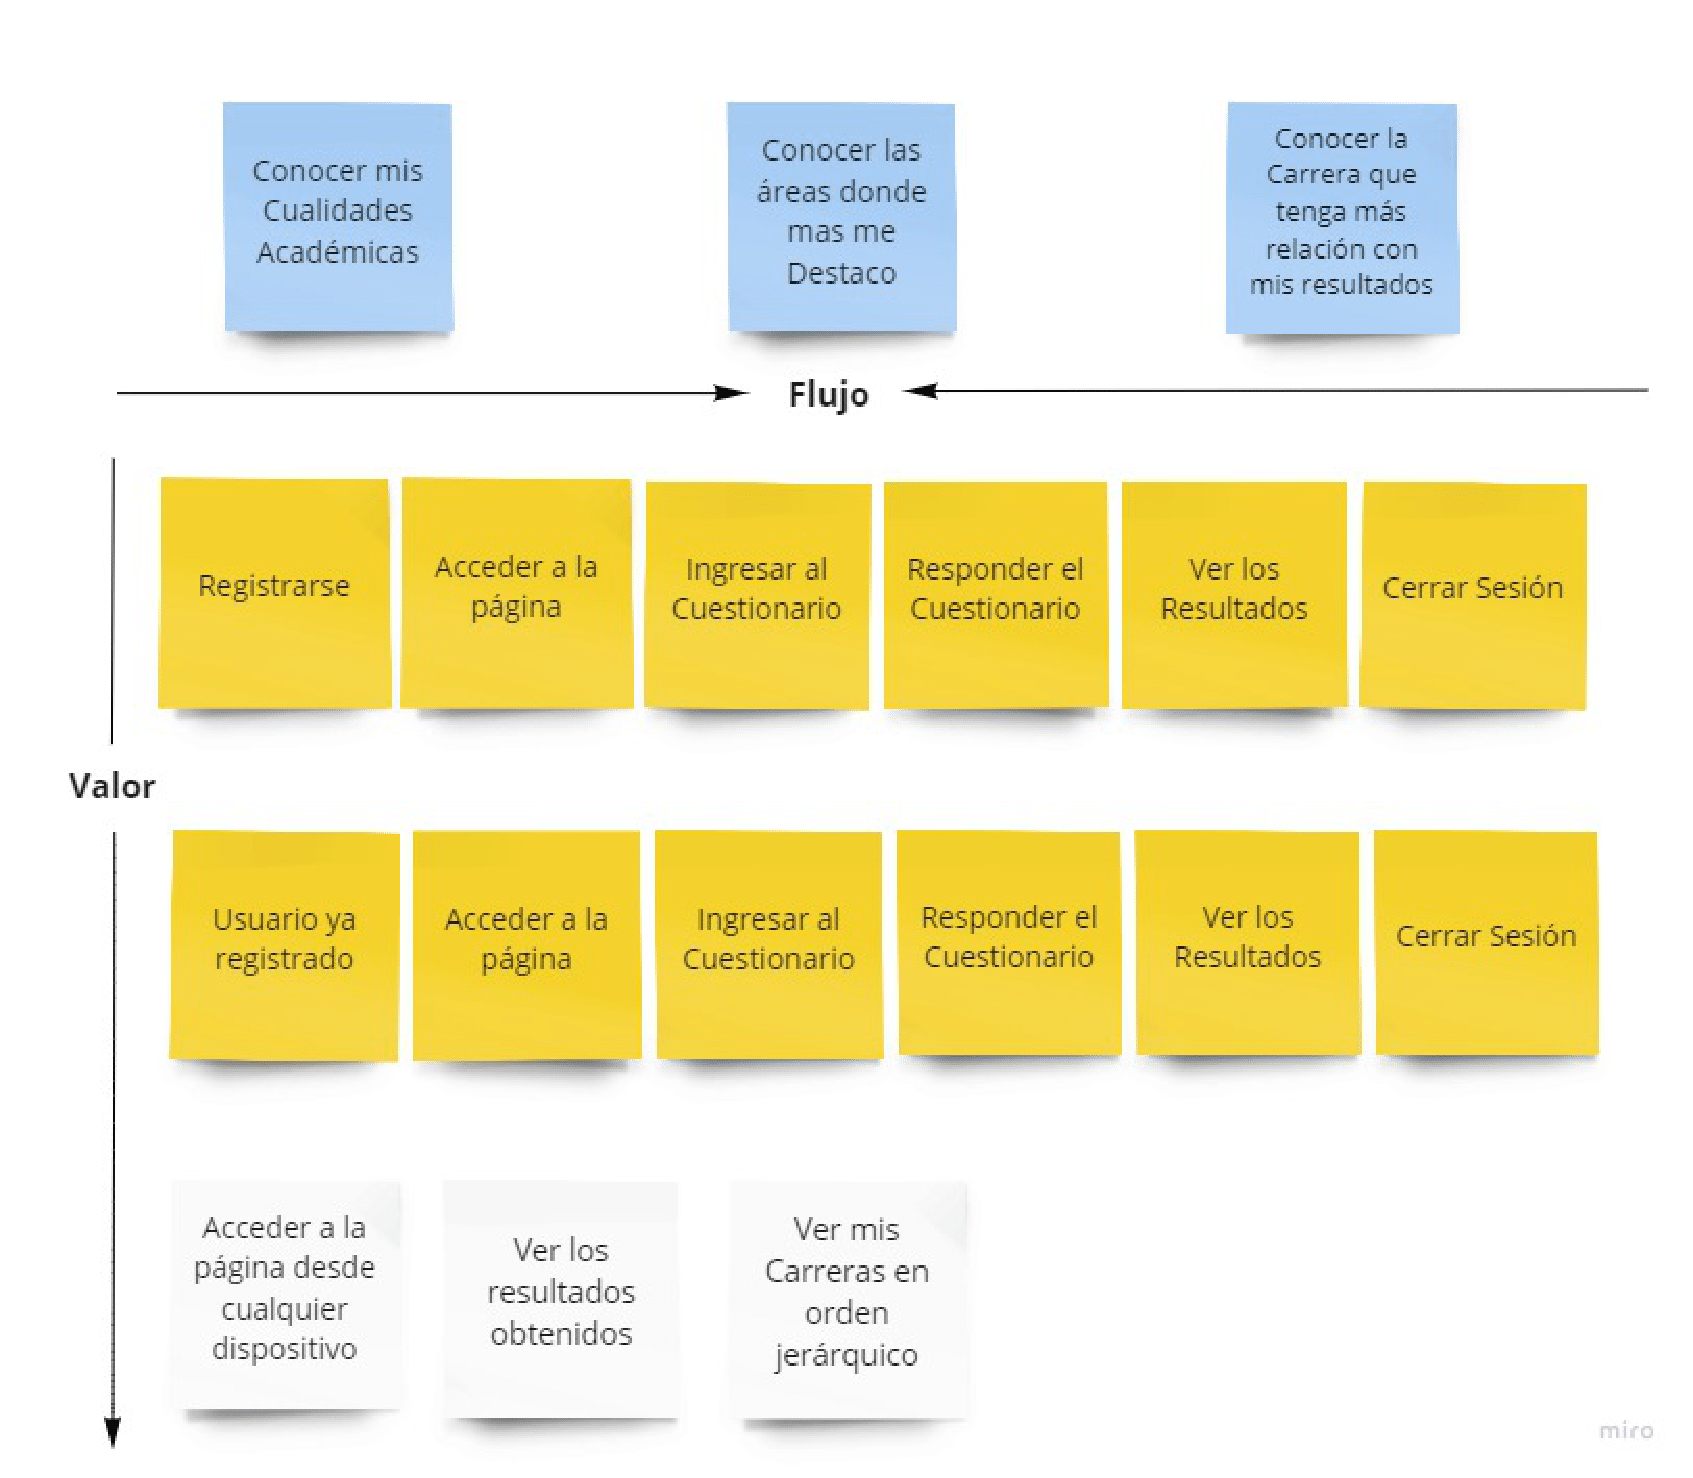 Conocer mis
Cualidades
Académicas
Conocer las
áreas donde
mas me
Destaco
Conocer la
Carrera que
tenga más
relación con
mis resultados
Flujo
Registrarse
Acceder a la
página
Ingresar al
Cuestionario
Responder el
Cuestionario
Ver los
Resultados
Cerrar Sesión
Valor
Usuario ya
registrado
Acceder a la
página
Ingresar al
Cuestionario
Responder el
Cuestionario
Ver los
Resultados
Cerrar Sesión
Acceder a la
página desde
cualquier
dispositivo
Ver los
resultados
obtenidos
Ver mis
Carreras en
orden
jerárquico
miro